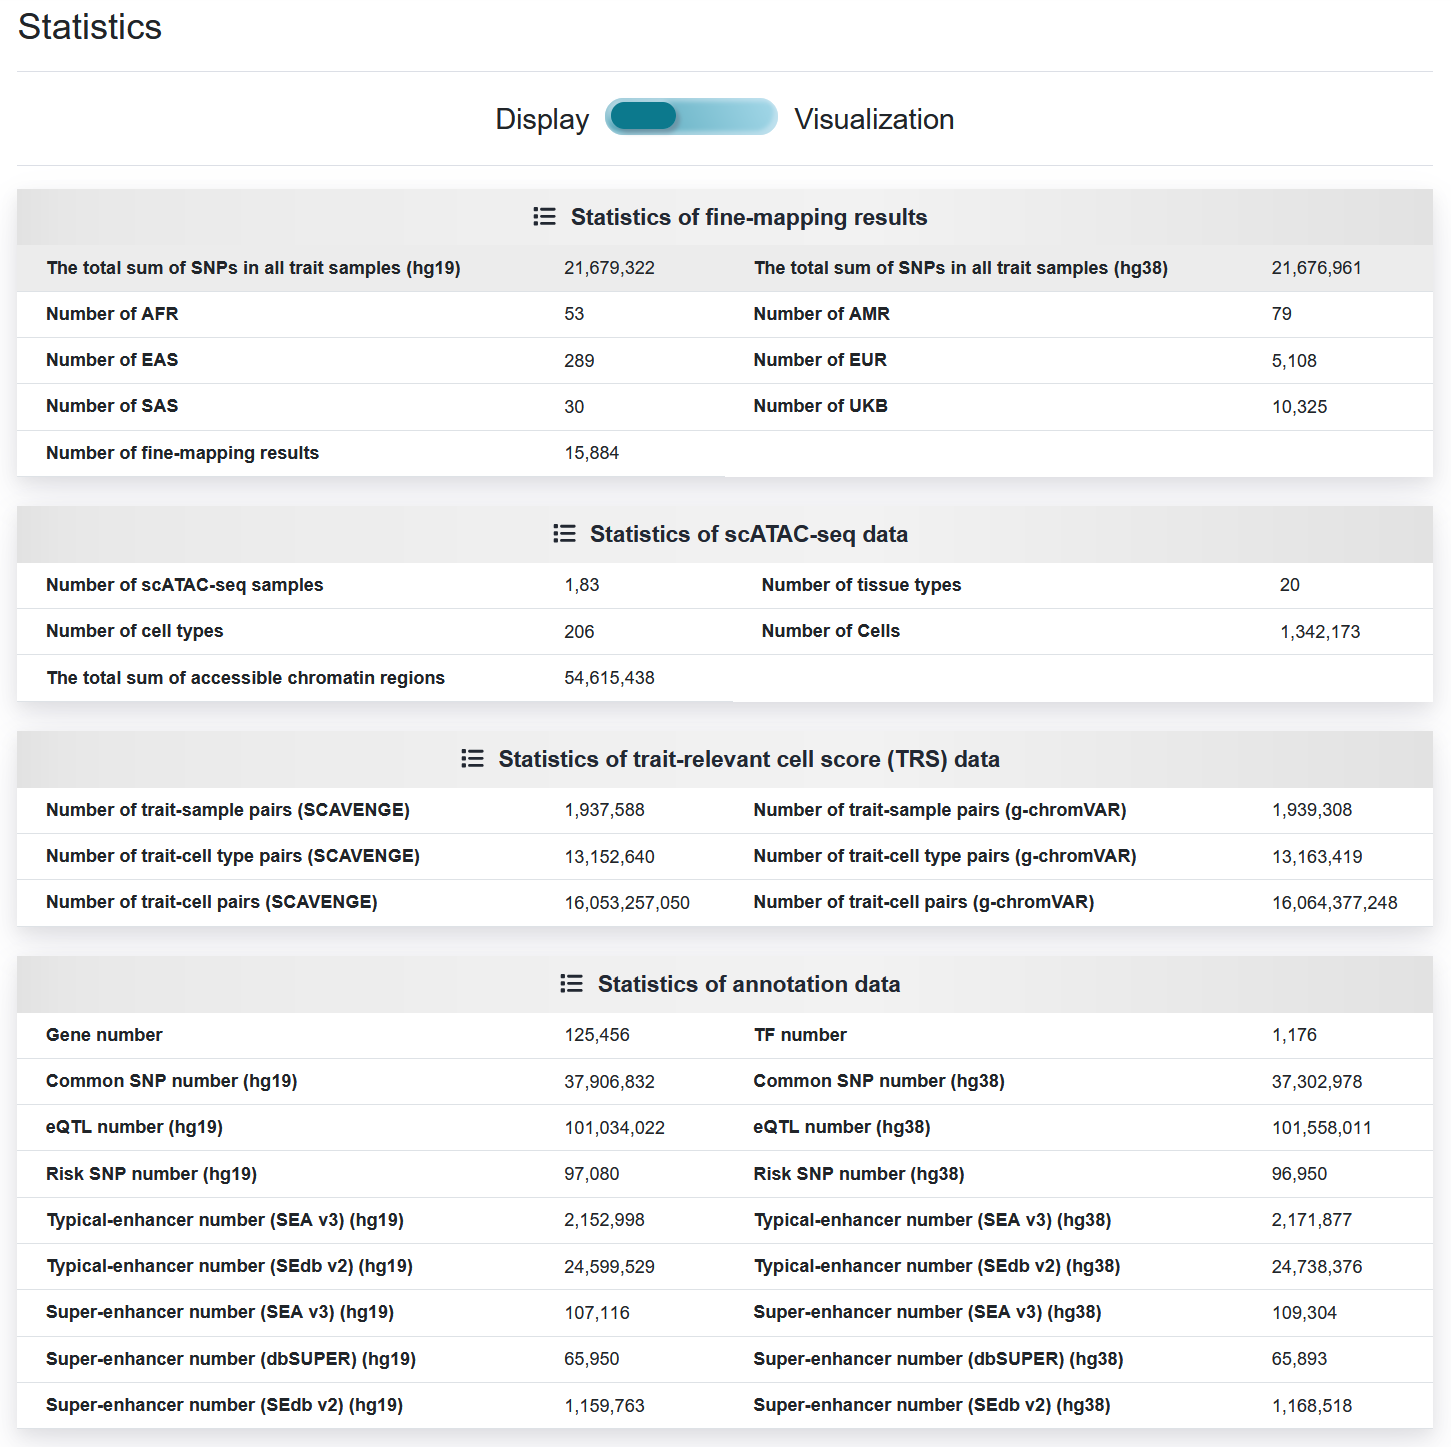 Statistics
Display Visualization
Statistics of fine-mapping results
The total sum of SNPs in all trait samples (hg19) 21,679,322 The total sum of SNPs in all trait samples (hg38) 21,676,961
Number of AFR 53 Number of AMR 79
Number of EAS 289 Number of EUR 5,108
Number of SAS 30 Number of UKB 10,325
Number of fine-mapping results 15,884
Statistics of scATAC-seq data
Number of scATAC-seq samples 1,83 Number of tissue types 20
Number of cell types 206 Number of Cells 1,342,173
The total sum of accessible chromatin regions 54,615,438
Statistics of trait-relevant cell score (TRS) data
Number of trait-sample pairs (SCAVENGE) 1,937,588 Number of trait-sample pairs (g-chromVAR) 1,939,308
Number of trait-cell type pairs (SCAVENGE) 13,152,640 Number of trait-cell type pairs (g-chromVAR) 13,163,419
Number of trait-cell pairs (SCAVENGE) 16,053,257,050 Number of trait-cell pairs (g-chromVAR) 16,064,377,248
Statistics of annotation data
Gene number 125,456 TF number 1,176
Common SNP number (hg19) 37,906,832 Common SNP number (hg38) 37,302,978
eQTL number (hg19) 101,034,022 eQTL number (hg38) 101,558,011
Risk SNP number (hg19) 97,080 Risk SNP number (hg38) 96,950
Typical-enhancer number (SEA v3) (hg19) 2,152,998 Typical-enhancer number (SEA v3) (hg38) 2,171,877
Typical-enhancer number (SEdb v2) (hg19) 24,599,529 Typical-enhancer number (SEdb v2) (hg38) 24,738,376
Super-enhancer number (SEA v3) (hg19) 107,116 Super-enhancer number (SEA v3) (hg38) 109,304
Super-enhancer number (dbSUPER) (hg19) 65,950 Super-enhancer number (dbSUPER) (hg38) 65,893
Super-enhancer number (SEdb v2) (hg19) 1,159,763 Super-enhancer number (SEdb v2) (hg38) 1,168,518